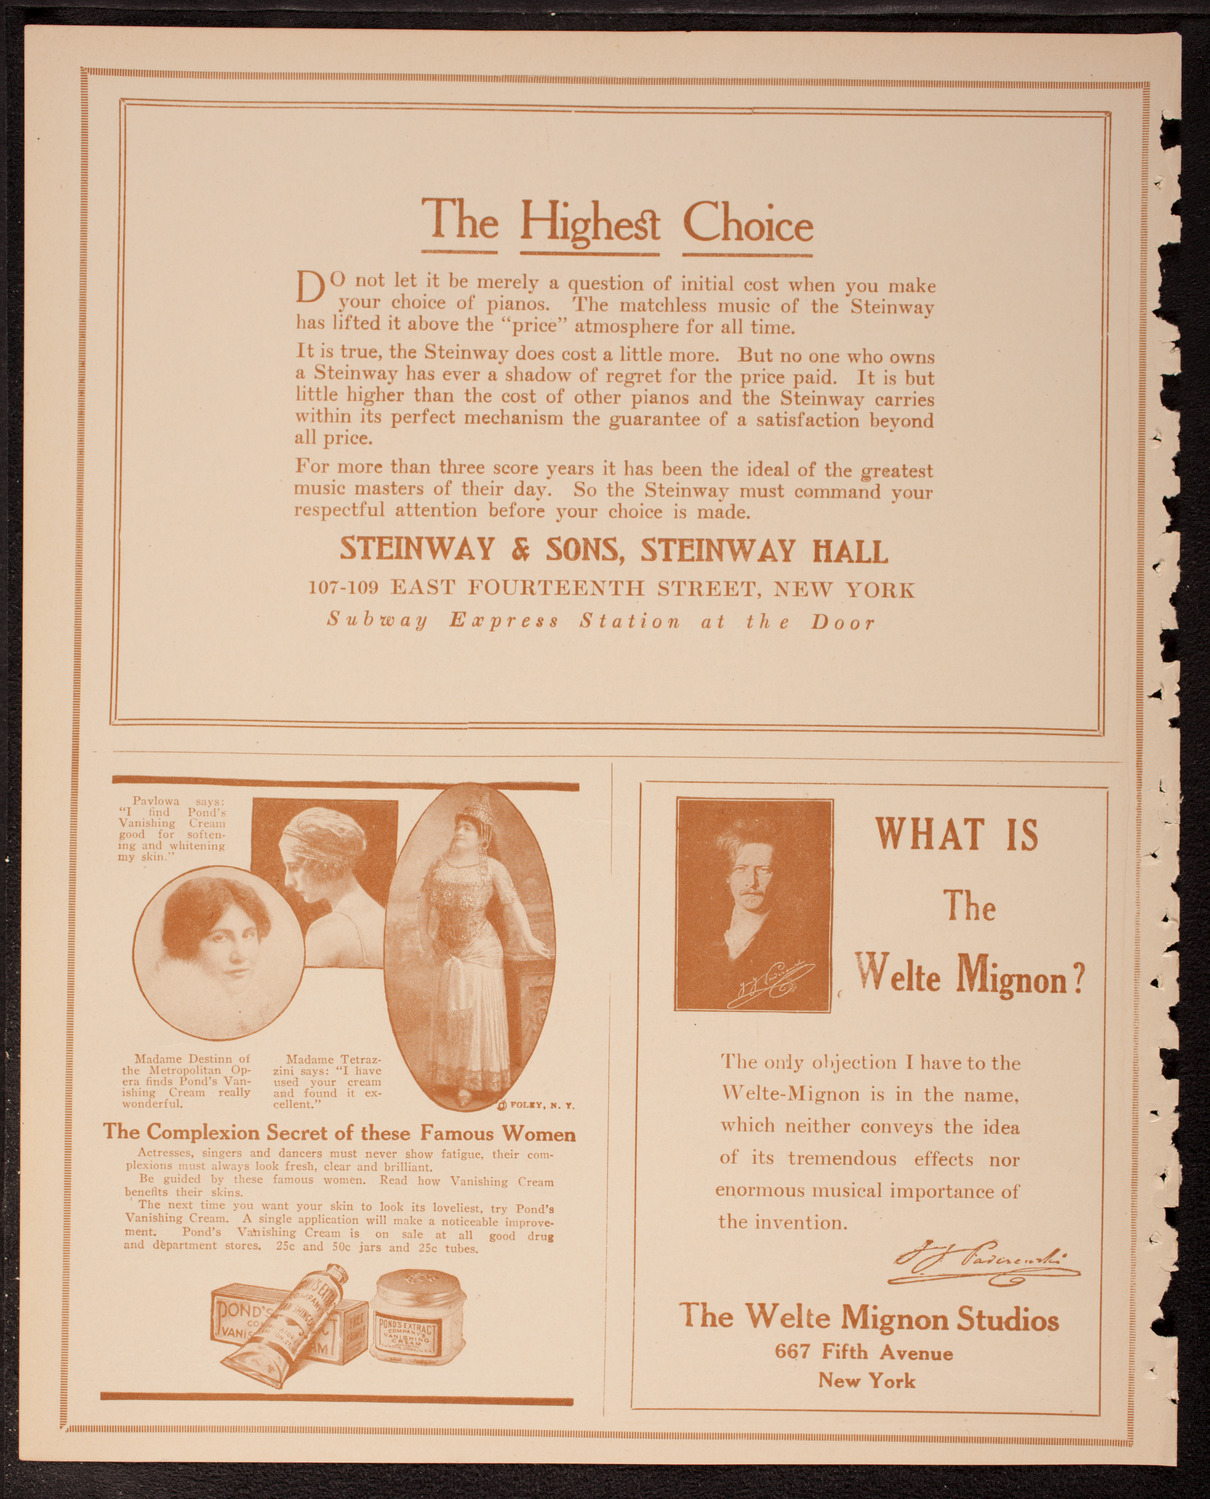 The Highest Choice
DO not let it be merely a question of initial cost when you make
your choice of pianos. The matchless music of the Steinway
has lifted it above the "price" atmosphere for all time.
It is true, the Steinway does cost a little more. But no one who owns
a Steinway has ever a shadow of regret for the price paid. It is but
little higher than the cost of other pianos and the Steinway carries
within its perfect mechanism the guarantee of a satisfaction beyond
all price.
For more than three score years it has been the ideal of the greatest
music masters of their day. So the Steinway must command your
respectful attention before your choice is made.
STEINWAY & SONS, STEINWAY HALL
107-109 EAST FOURTEENTH STREET, NEW YORK
Subway Express Station at the Door
Pavlowa says:
"I find Pond's
Vanishing Cream
good for soften-
ing and whitening
my skin."
Madame Destinn of
the Metropolitan Op-
era finds Pond's Van-
ishing Cream really
wonderful.
Madame Tetraz-
zini says: "I have
used your cream
and found it ex-
cellent."
© FOLEY, N. Y.
The Complexion Secret of these Famous Women
Actresses, singers and dancers must never show fatigue, their com-
plexions must always look fresh, clear and brilliant.
Be guided by these famous women. Read how Vanishing Cream
benefits their skins.
The next time you want your skin to look its loveliest, try Pond's
Vanishing Cream. A single application will make a noticeable improve-
ment. Pond's Vanishing Cream is on sale at all good drug
and department stores. 25c and 50c jars and 25c tubes.
POND'S
VANIS
AM
POND'S EXTRACT
COMPANY'S
VANISHING
CREAM
WHAT IS
The
Welte Mignon?
The only objection I have to the
Welte-Mignon is in the name,
which neither conveys the idea
of its tremendous effects nor
enormous musical importance of
the invention.
I J Paderewski
The Welte Mignon Studios
667 Fifth Avenue
New York